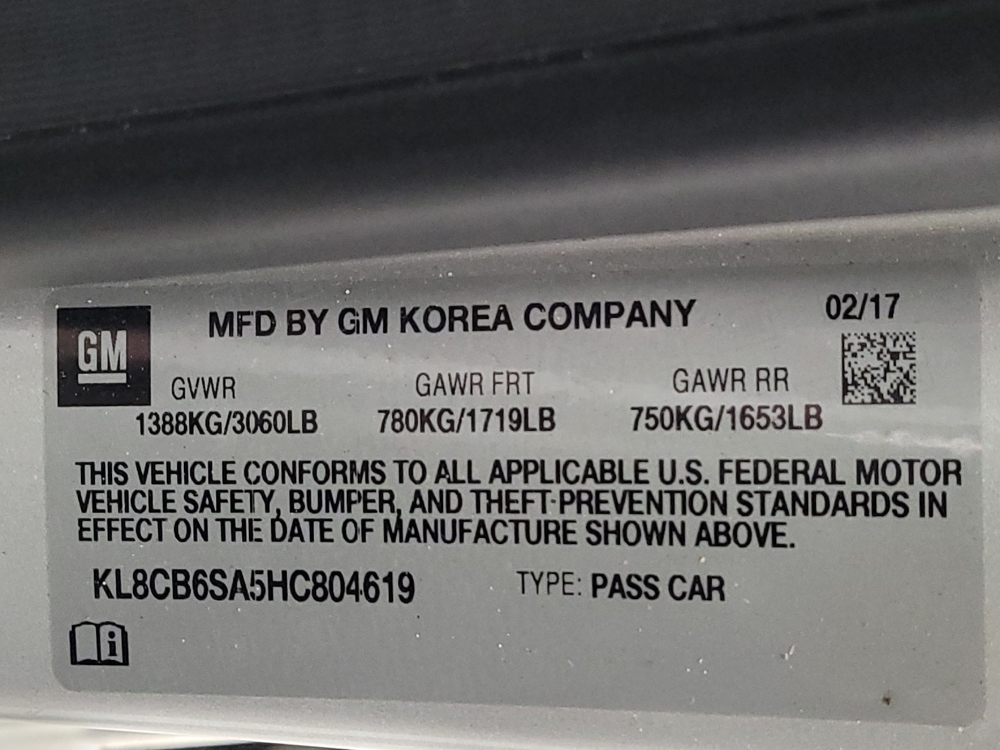 GM
MFD BY GM KOREA COMPANY
02/17
GVWR GAWR FRT GAWR RR
1388KG/3060LB 780KG/1719LB 750KG/1653LB
THIS VEHICLE CONFORMS TO ALL APPLICABLE U.S. FEDERAL MOTOR
VEHICLE SAFETY, BUMPER, AND THEFT-PREVENTION STANDARDS IN
EFFECT ON THE DATE OF MANUFACTURE SHOWN ABOVE.
KL8CB6SA5HC804619 TYPE: PASS CAR
i